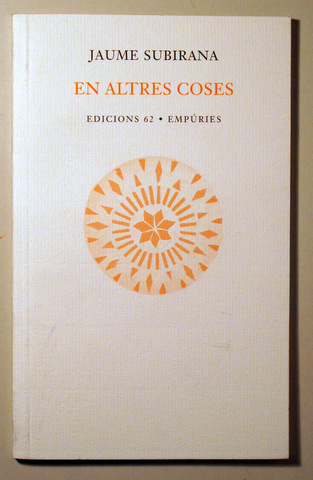 JAUME SUBIRANA
EN ALTRES COSES
EDICIONS 62 • EMPÚRIES